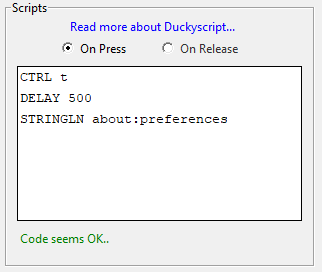 Scripts
Read more about Duckyscript...
On Press On Release
CTRL t
DELAY 500
STRINGLN about:preferences
Code seems OK..